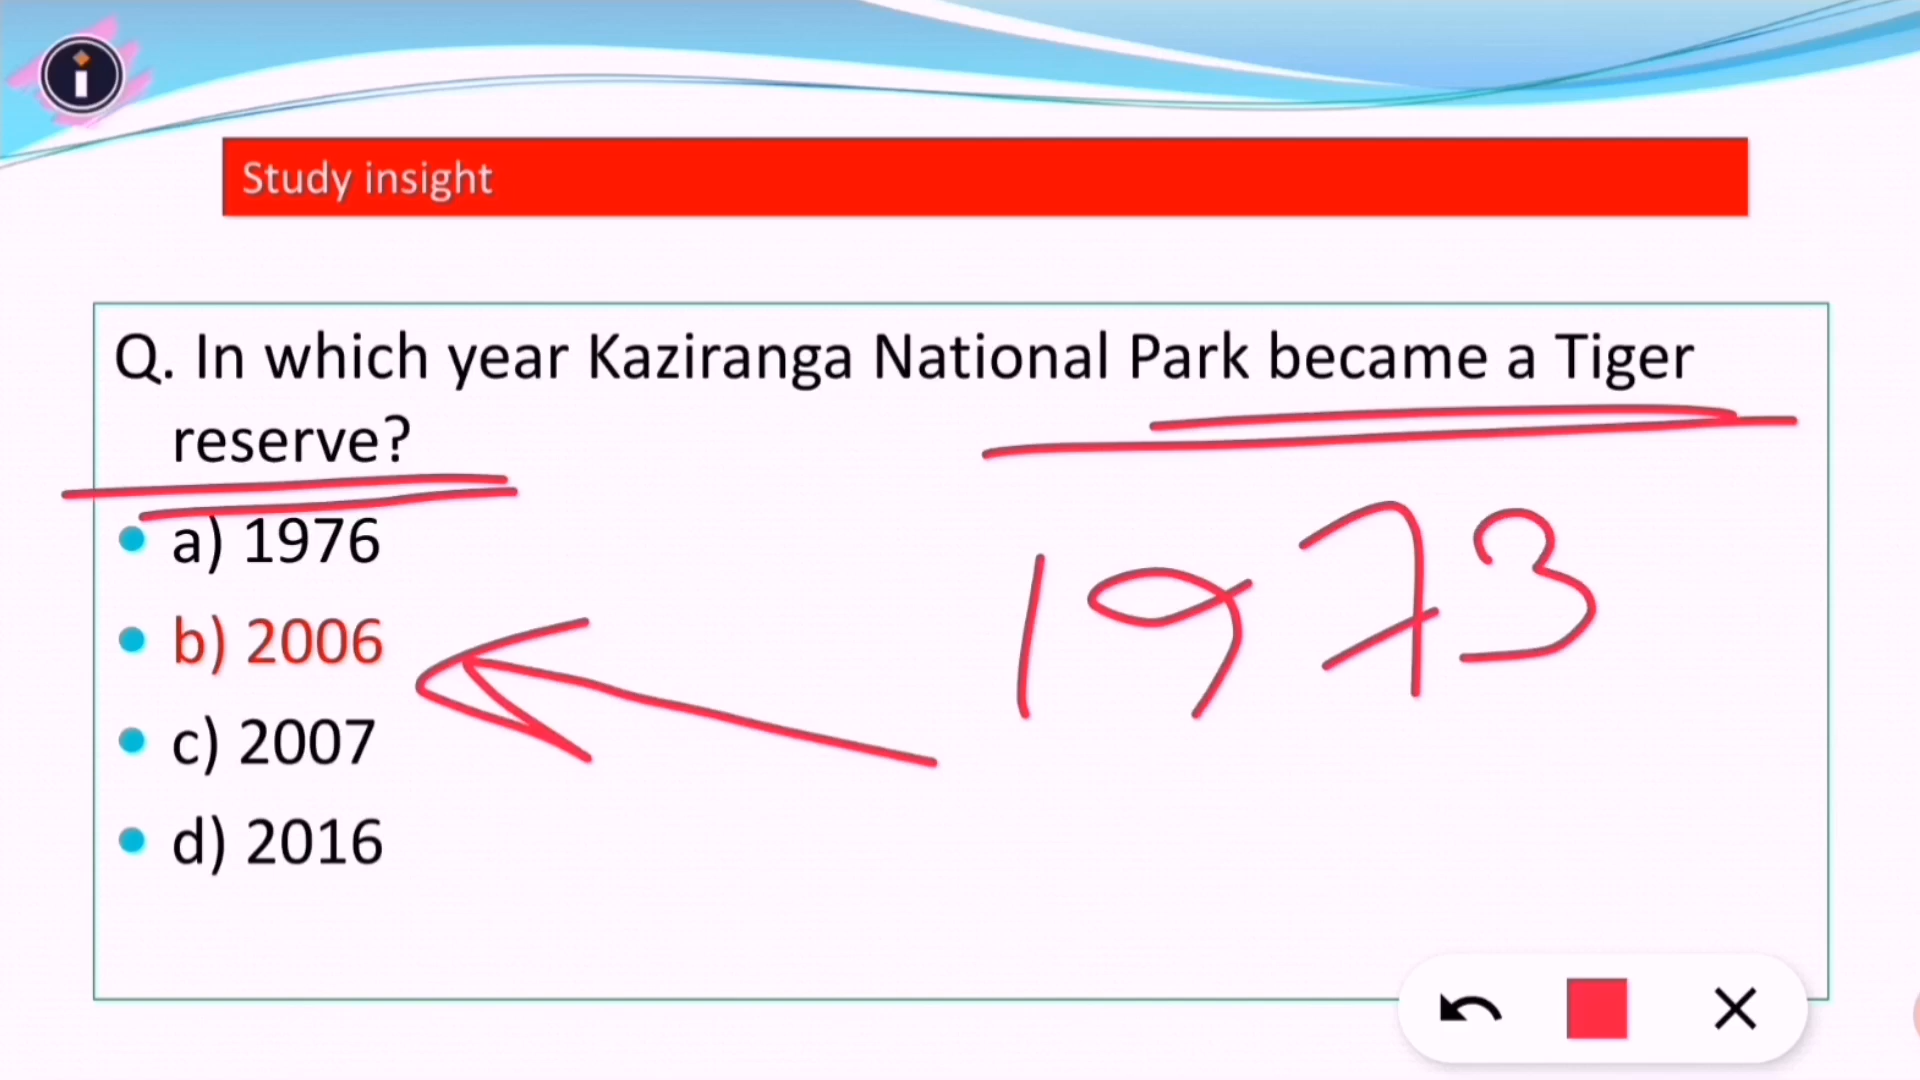 i
Study insight
Q. In which year Kaziranga National Park became a Tiger
reserve?
a) 1976
b) 2006
c) 2007
d) 2016
1973